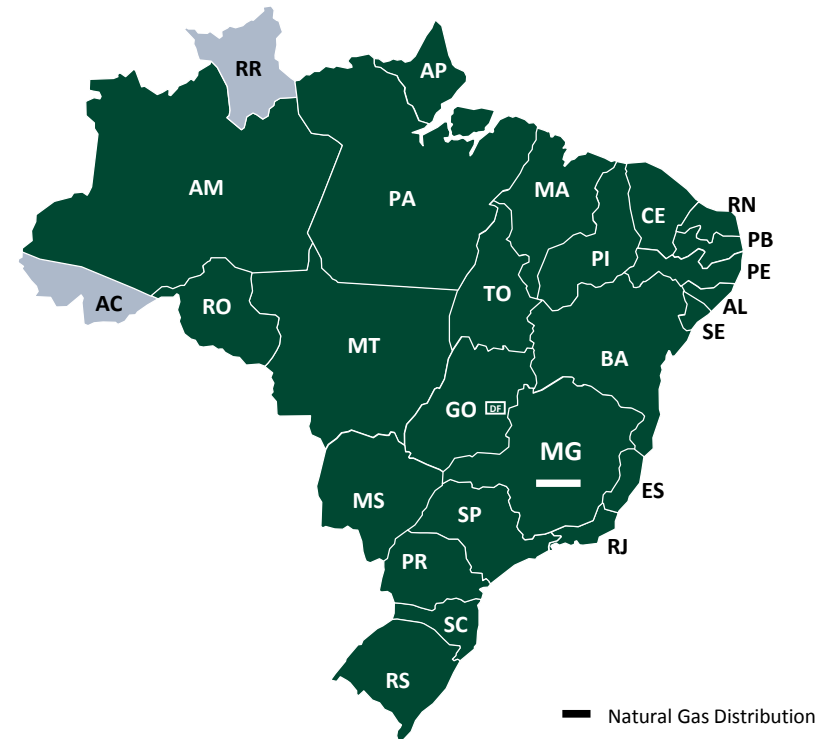 RR
AP
AM
PA
MA
CE
RN
PB
PI
PE
TO
AC
RO
AL
SE
MT
BA
GO
DF
MG
ES
MS
SP
RJ
PR
SC
RS
Natural Gas Distribution